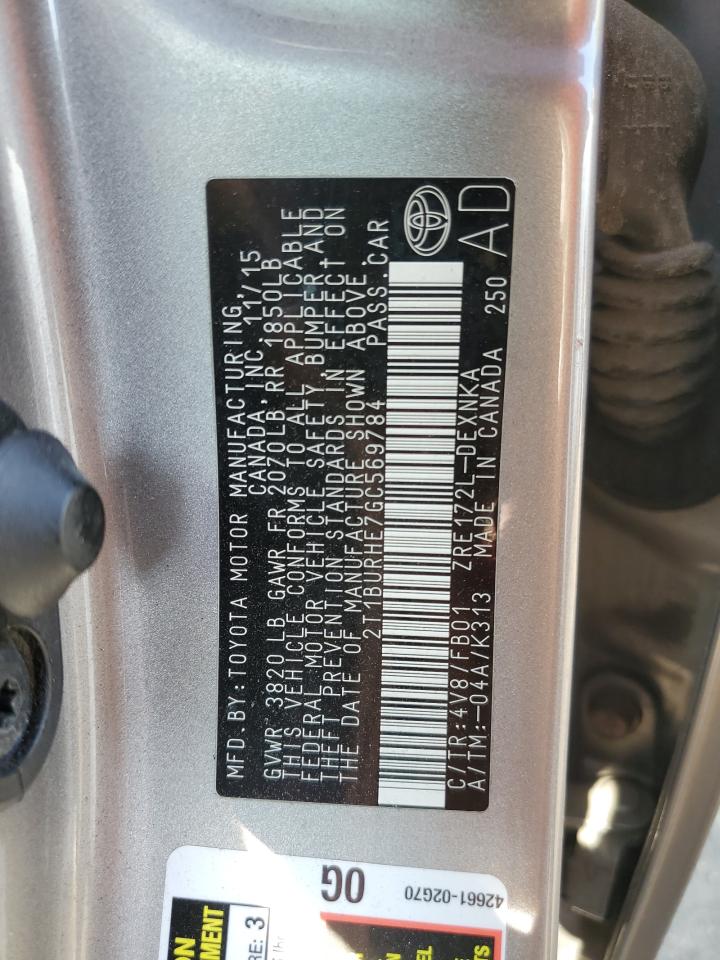 MFD.BY:TOYOTA MOTOR MANUFACTURING,
CANADA,INC. 11/15
GVWR 3820 LB GAWR FR 2070LB,RR 1850LB
THIS VEHICLE CONFORMS TO ALL APPLICABLE
FEDERAL MOTOR VEHICLE SAFETY, BUMPER AND
THEFT PREVENTION STANDARDS IN EFFECT ON
THE DATE OF MANUFACTURE SHOWN ABOVE.
2T1BURHE7GC569784 PASS.CAR
C/TR:4V8/FB01 ZRE172L-DEXNKA
A/TM:-04A/K313 MADE IN CANADA 250
AD
0G
42661-02G70